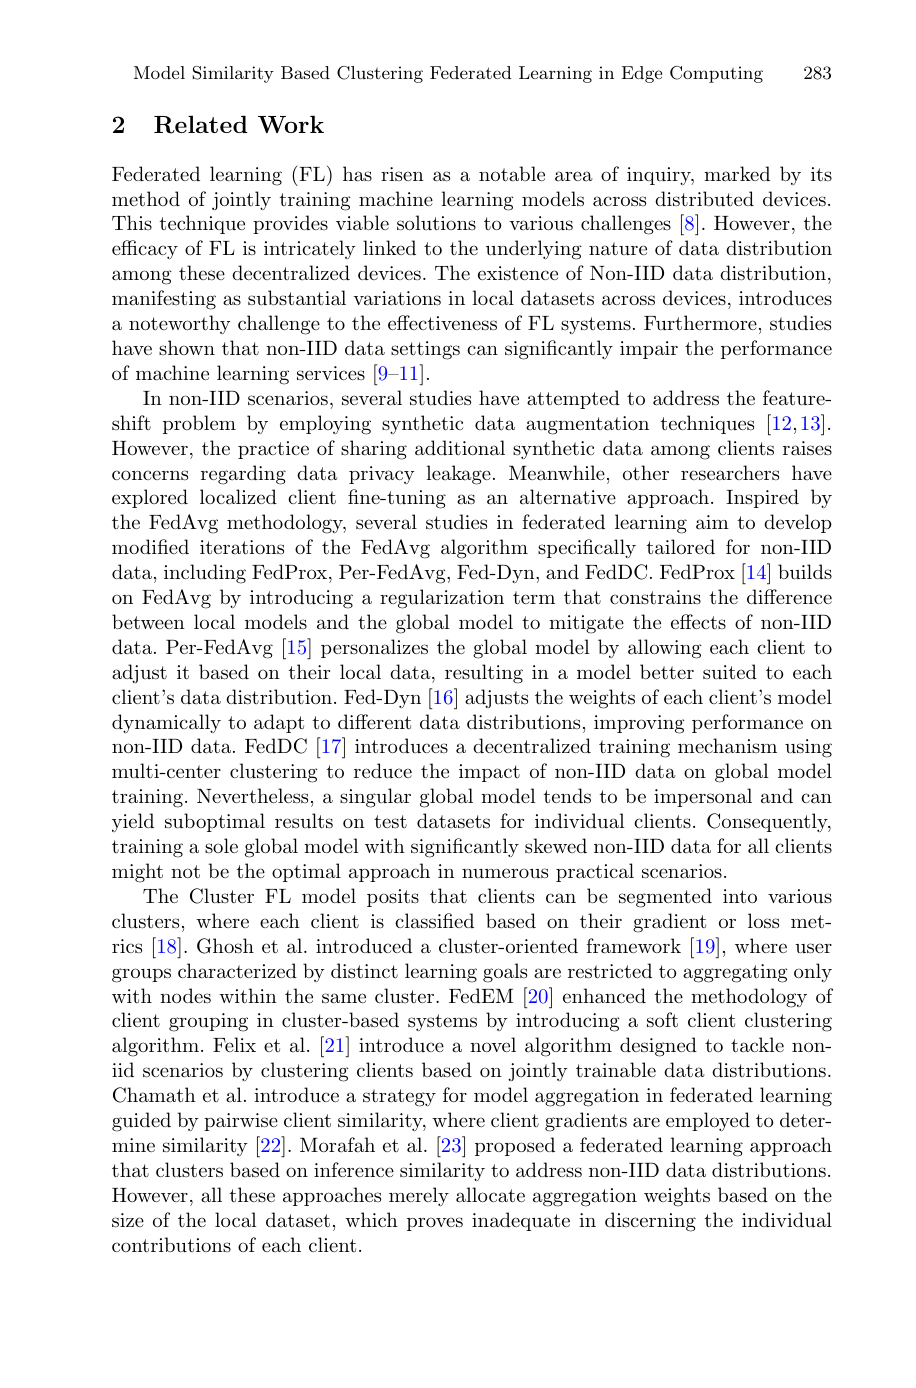 Model Similarity Based Clustering Federated Learning in Edge Computing 283
2 Related Work
Federated learning (FL) has risen as a notable area of inquiry, marked by its
method of jointly training machine learning models across distributed devices.
This technique provides viable solutions to various challenges [8]. However, the
efficacy of FL is intricately linked to the underlying nature of data distribution
among these decentralized devices. The existence of Non-IID data distribution,
manifesting as substantial variations in local datasets across devices, introduces
a noteworthy challenge to the effectiveness of FL systems. Furthermore, studies
have shown that non-IID data settings can significantly impair the performance
of machine learning services [9–11].
In non-IID scenarios, several studies have attempted to address the feature-
shift problem by employing synthetic data augmentation techniques [12,13].
However, the practice of sharing additional synthetic data among clients raises
concerns regarding data privacy leakage. Meanwhile, other researchers have
explored localized client fine-tuning as an alternative approach. Inspired by
the FedAvg methodology, several studies in federated learning aim to develop
modified iterations of the FedAvg algorithm specifically tailored for non-IID
data, including FedProx, Per-FedAvg, Fed-Dyn, and FedDC. FedProx [14] builds
on FedAvg by introducing a regularization term that constrains the difference
between local models and the global model to mitigate the effects of non-IID
data. Per-FedAvg [15] personalizes the global model by allowing each client to
adjust it based on their local data, resulting in a model better suited to each
client's data distribution. Fed-Dyn [16] adjusts the weights of each client's model
dynamically to adapt to different data distributions, improving performance on
non-IID data. FedDC [17] introduces a decentralized training mechanism using
multi-center clustering to reduce the impact of non-IID data on global model
training. Nevertheless, a singular global model tends to be impersonal and can
yield suboptimal results on test datasets for individual clients. Consequently,
training a sole global model with significantly skewed non-IID data for all clients
might not be the optimal approach in numerous practical scenarios.
The Cluster FL model posits that clients can be segmented into various
clusters, where each client is classified based on their gradient or loss met-
rics [18]. Ghosh et al. introduced a cluster-oriented framework [19], where user
groups characterized by distinct learning goals are restricted to aggregating only
with nodes within the same cluster. FedEM [20] enhanced the methodology of
client grouping in cluster-based systems by introducing a soft client clustering
algorithm. Felix et al. [21] introduce a novel algorithm designed to tackle non-
iid scenarios by clustering clients based on jointly trainable data distributions.
Chamath et al. introduce a strategy for model aggregation in federated learning
guided by pairwise client similarity, where client gradients are employed to deter-
mine similarity [22]. Morafah et al. [23] proposed a federated learning approach
that clusters based on inference similarity to address non-IID data distributions.
However, all these approaches merely allocate aggregation weights based on the
size of the local dataset, which proves inadequate in discerning the individual
contributions of each client.